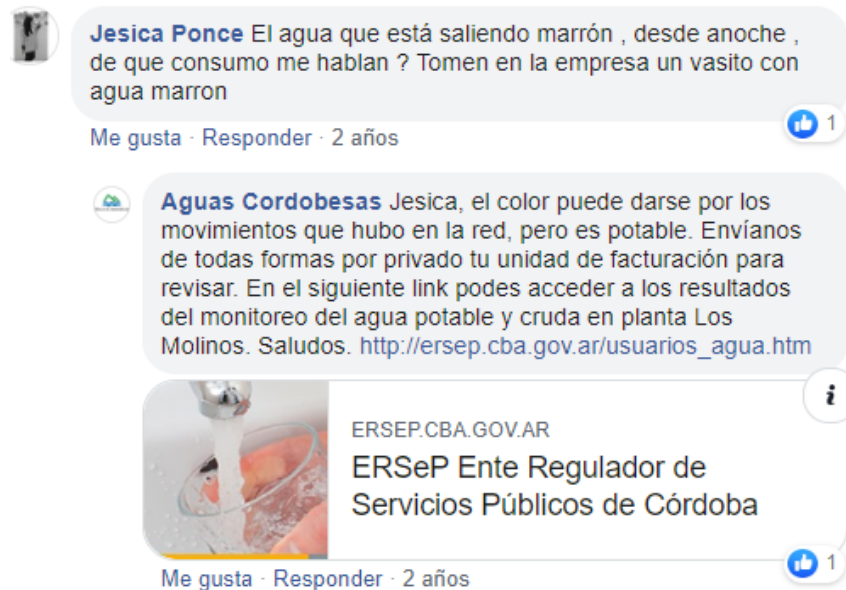 Jesica Ponce El agua que está saliendo marrón , desde anoche ,
de que consumo me hablan ? Tomen en la empresa un vasito con
agua marron
1
Me gusta · Responder · 2 años
Aguas Cordobesas Jesica, el color puede darse por los
movimientos que hubo en la red, pero es potable. Envíanos
de todas formas por privado tu unidad de facturación para
revisar. En el siguiente link podes acceder a los resultados
del monitoreo del agua potable y cruda en planta Los
Molinos. Saludos. http://ersep.cba.gov.ar/usuarios_agua.htm
i
ERSEP.CBA.GOV.AR
ERSeP Ente Regulador de
Servicios Públicos de Córdoba
1
Me gusta · Responder · 2 años